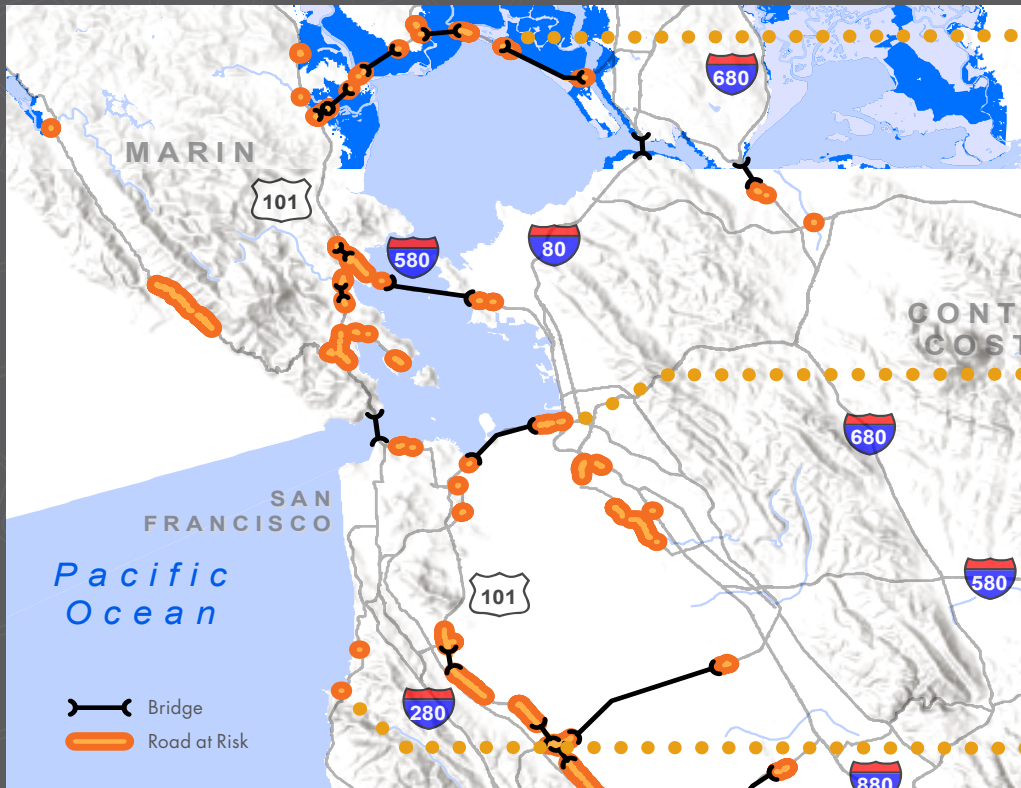 680
MARIN
101
580
80
CONT
COST
680
SAN
FRANCISCO
Pacific
Ocean
580
101
280
Bridge
Road at Risk
880